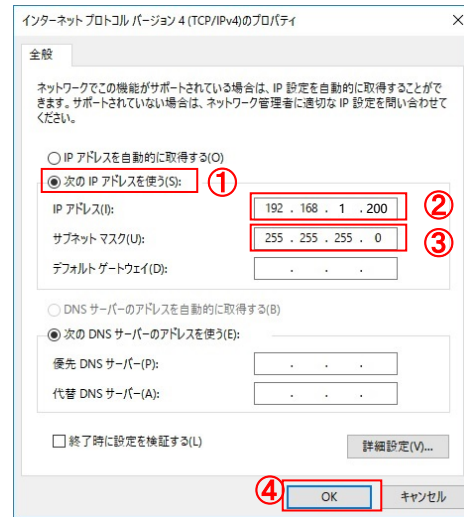 インターネット プロトコル バージョン 4 (TCP/IPv4)のプロパティ
全般
ネットワークでこの機能がサポートされている場合は、IP 設定を自動的に取得することがで
きます。サポートされていない場合は、ネットワーク管理者に適切な IP 設定を問い合わせて
ください。
IP アドレスを自動的に取得する(O)
次の IP アドレスを使う(S): ①
IP アドレス(I): 192 . 168 . 1 . 200 ②
サブネット マスク(U): 255 . 255 . 255 . 0 ③
デフォルト ゲートウェイ(D): . . .
DNS サーバーのアドレスを自動的に取得する(B)
次の DNS サーバーのアドレスを使う(E):
優先 DNS サーバー(P): . . .
代替 DNS サーバー(A): . . .
終了時に設定を検証する(L) 詳細設定(V)...
④ OK キャンセル